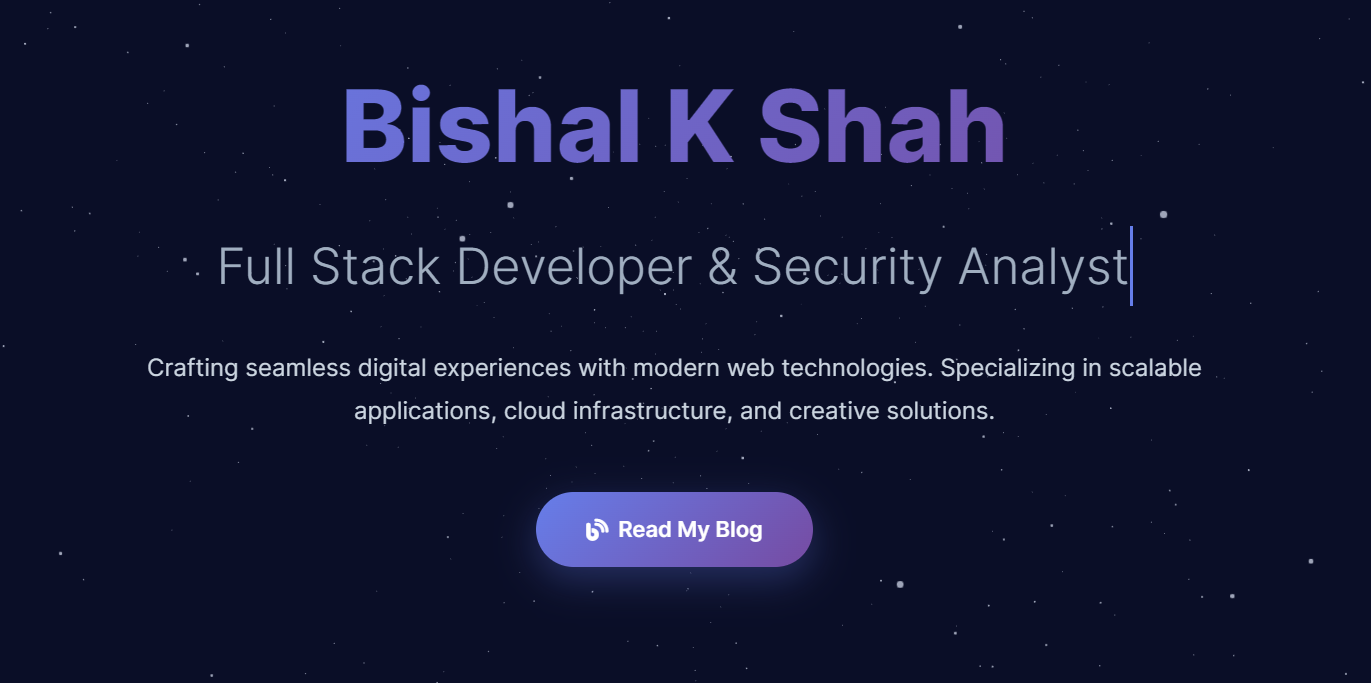 Bishal K Shah
Full Stack Developer & Security Analyst
Crafting seamless digital experiences with modern web technologies. Specializing in scalable
applications, cloud infrastructure, and creative solutions.
Read My Blog